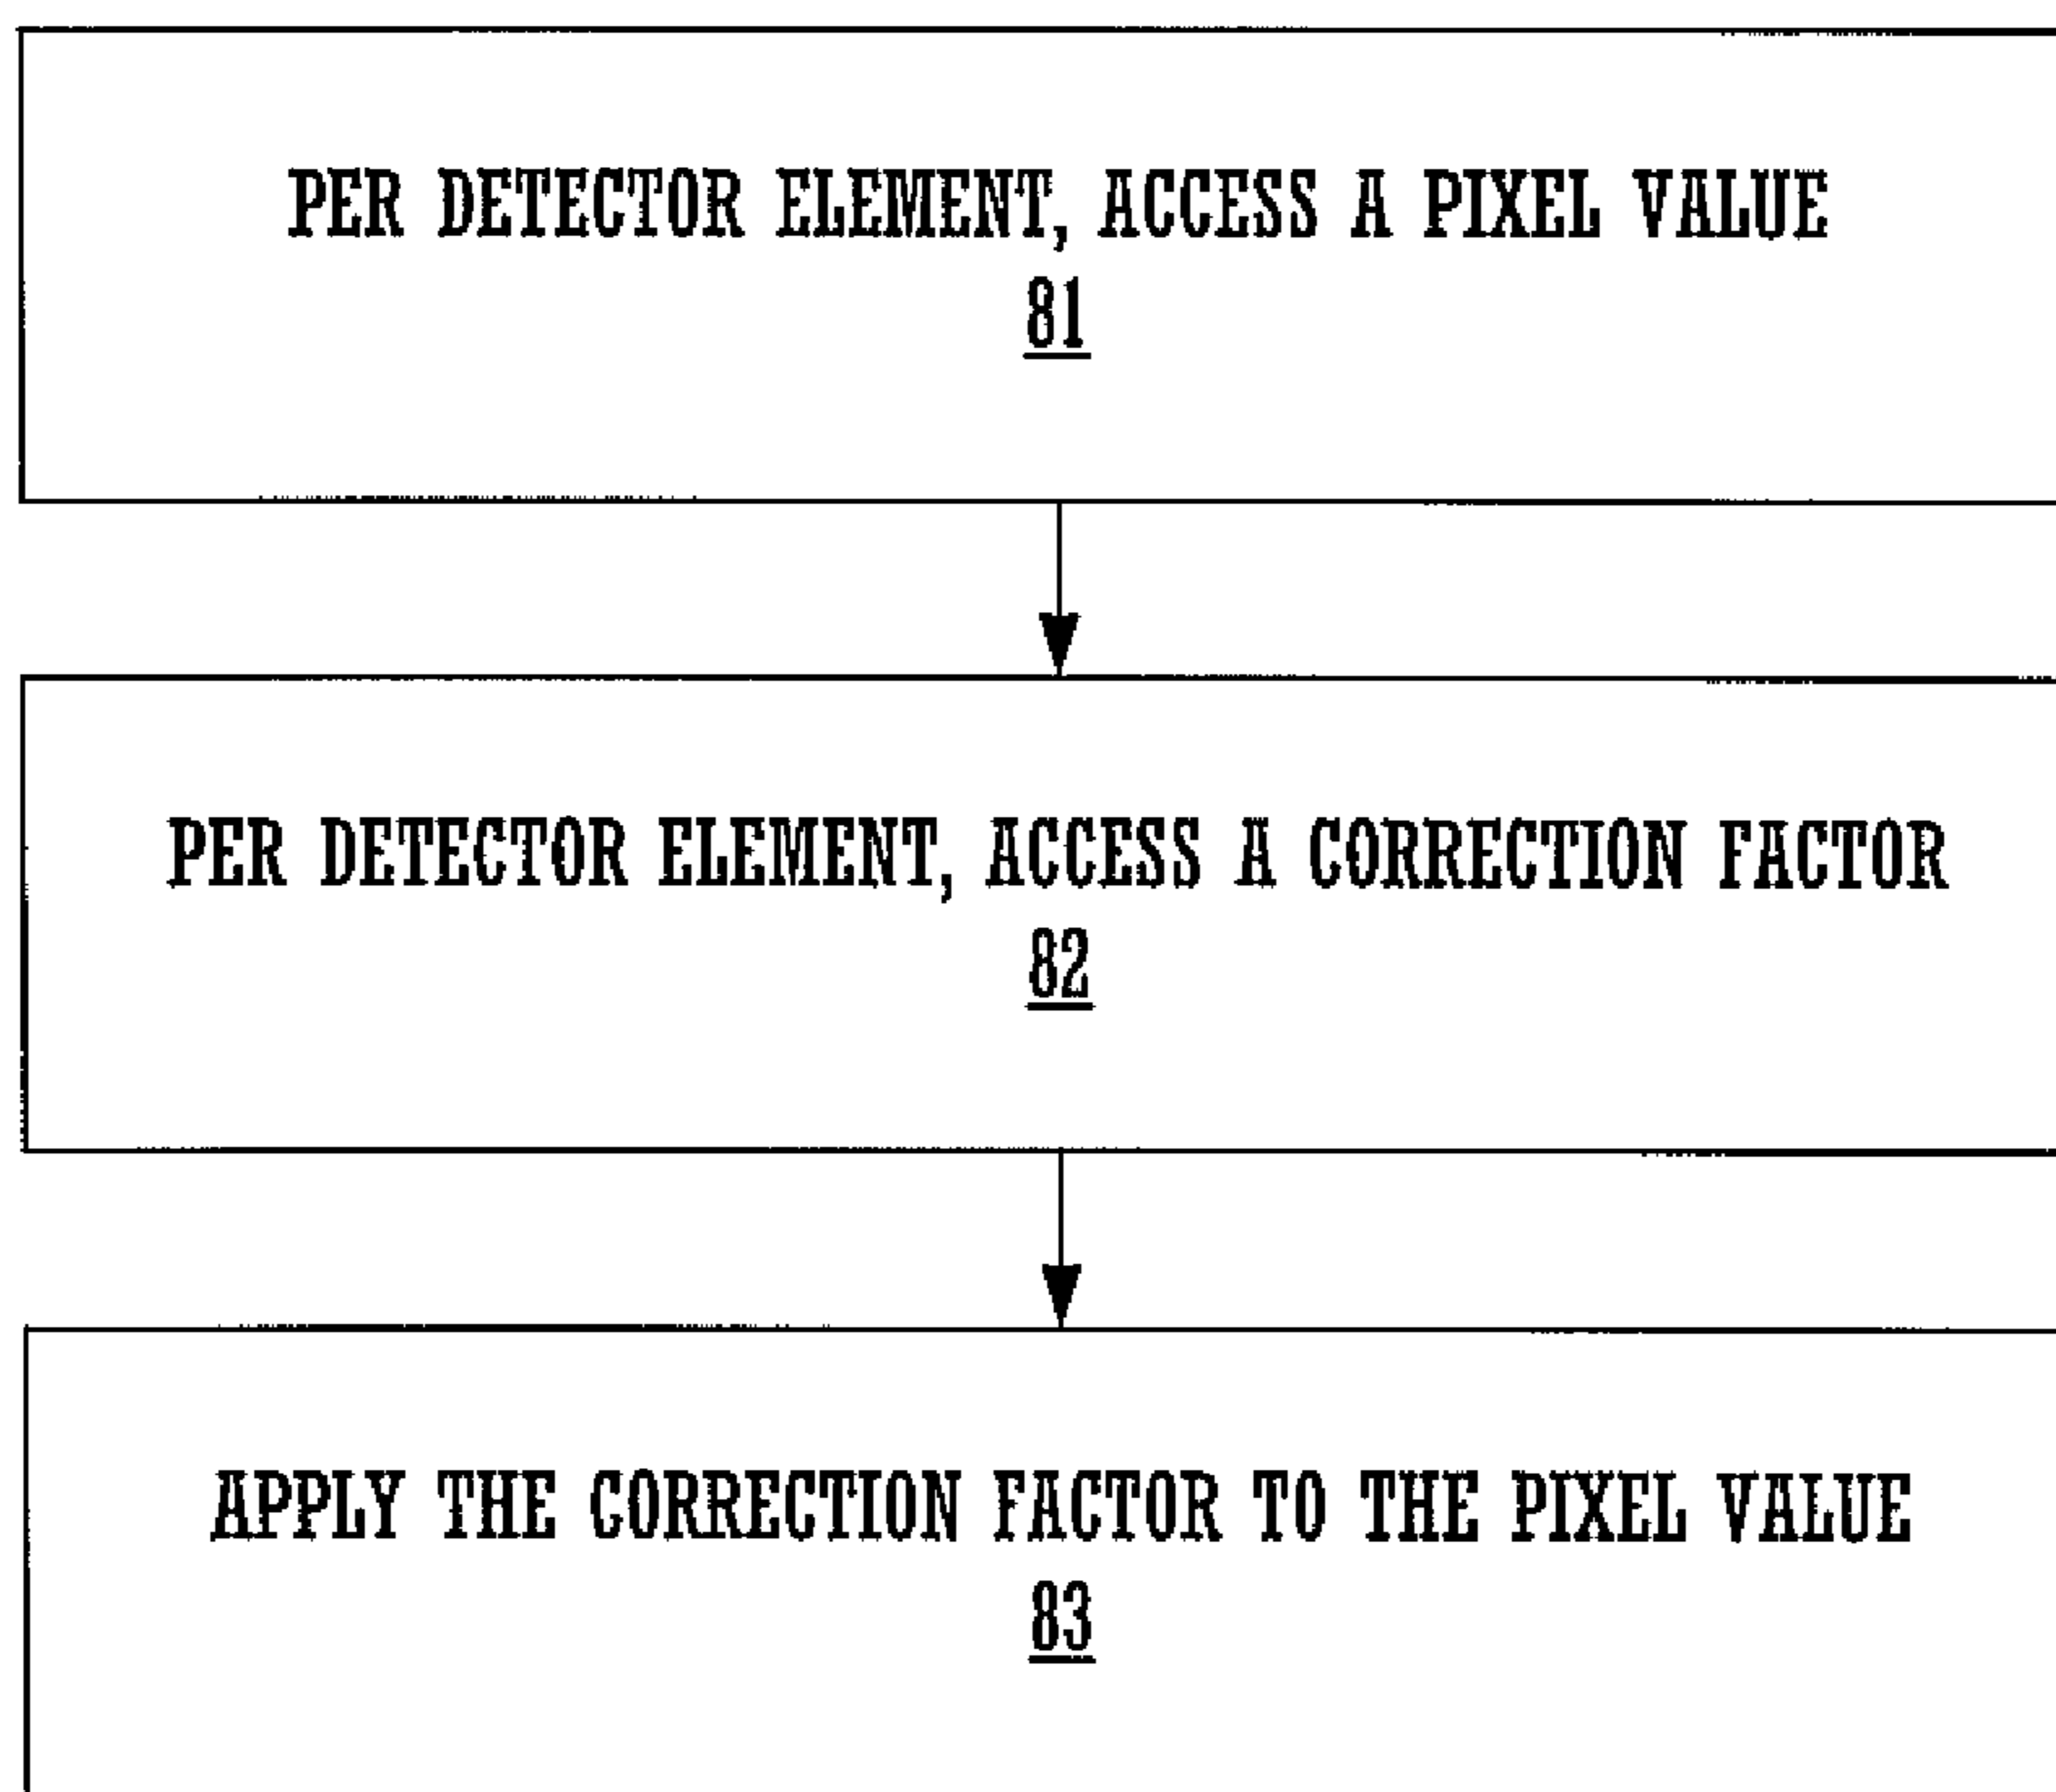 PER DETECTOR ELEMENT, ACCESS A PIXEL VALUE
81
PER DETECTOR ELEMENT, ACCESS A CORRECTION FACTOR
82
APPLY THE CORRECTION FACTOR TO THE PIXEL VALUE
83